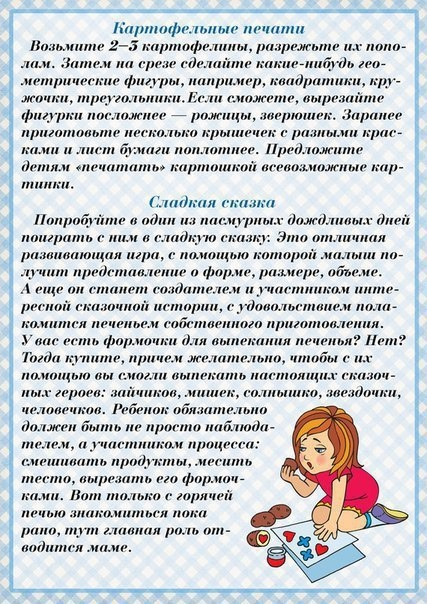 Картофельные печати
Возьмите 2–3 картофелины, разрежьте их попо-
лам. Затем на срезе сделайте какие-нибудь гео-
метрические фигуры, например, квадратики, кру-
жочки, треугольники. Если сможете, вырезайте
фигурки посложнее — рожицы, зверюшек. Заранее
приготовьте несколько крышечек с разными крас-
ками и лист бумаги поплотнее. Предложите
детям «печатать» картошкой всевозможные кар-
тинки.
Сладкая сказка
Попробуйте в один из пасмурных дождливых дней
поиграть с ним в сладкую сказку. Это отличная
развивающая игра, с помощью которой малыш по-
лучит представление о форме, размере, объеме.
А еще он станет создателем и участником инте-
ресной сказочной истории, с удовольствием пола-
комится печеньем собственного приготовления.
У вас есть формочки для выпекания печенья? Нет?
Тогда купите, причем желательно, чтобы с их
помощью вы смогли выпекать настоящих сказоч-
ных героев: зайчиков, мишек, солнышко, звездочки,
человечков. Ребенок обязательно
должен быть не просто наблюда-
телем, а участником процесса:
смешивать продукты, месить
тесто, вырезать его формоч-
ками. Вот только с горячей
печью знакомиться пока
рано, тут главная роль от-
водится маме.